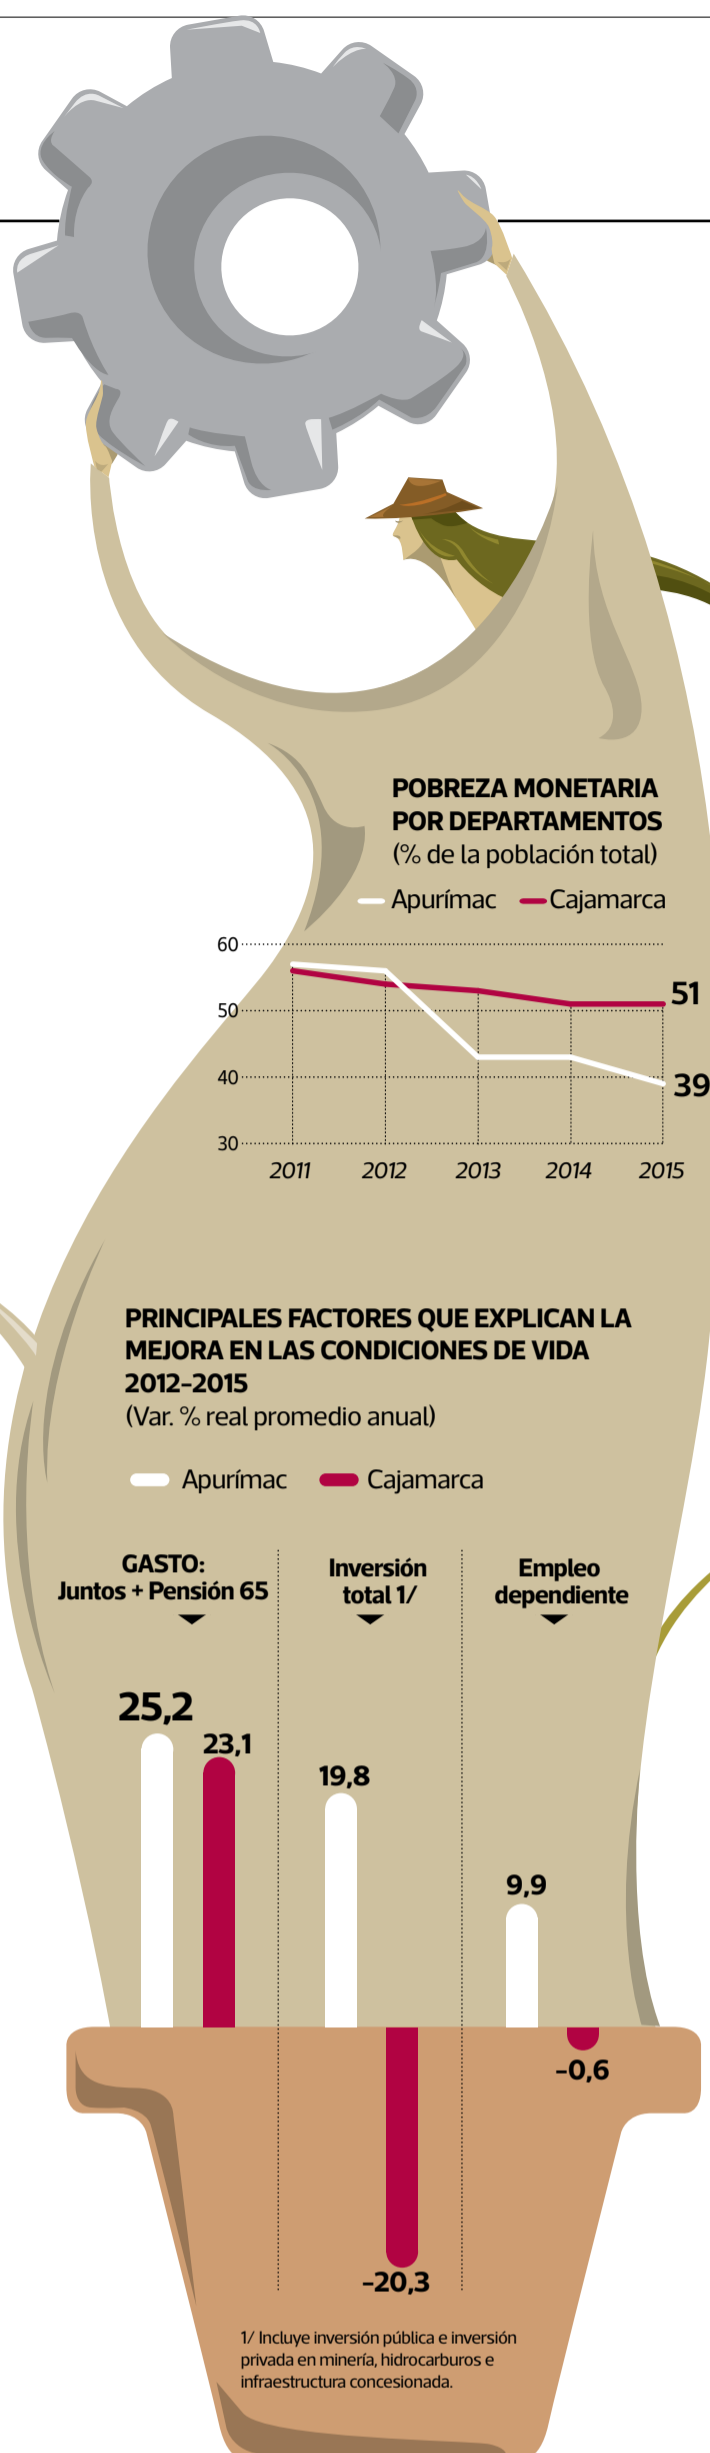 POBREZA MONETARIA
POR DEPARTAMENTOS
(% de la población total)
Apurímac Cajamarca
60
50
40
30
51
39
2011 2012 2013 2014 2015
PRINCIPALES FACTORES QUE EXPLICAN LA
MEJORA EN LAS CONDICIONES DE VIDA
2012-2015
(Var. % real promedio anual)
Apurímac Cajamarca
GASTO:
Juntos + Pensión 65
Inversión
total 1/
Empleo
dependiente
25,2
23,1
19,8
-20,3
9,9
-0,6
1/ Incluye inversión pública e inversión
privada en minería, hidrocarburos e
infraestructura concesionada.